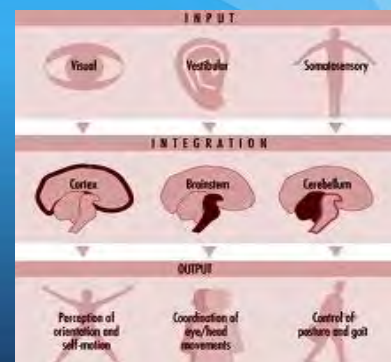 INPUT
Visual Vestibular Somatosensory
INTEGRATION
Cortex Brainstem Cerebellum
OUTPUT
Perception of orientation and self-motion
Coordination of eye/head movements
Control of posture and gait